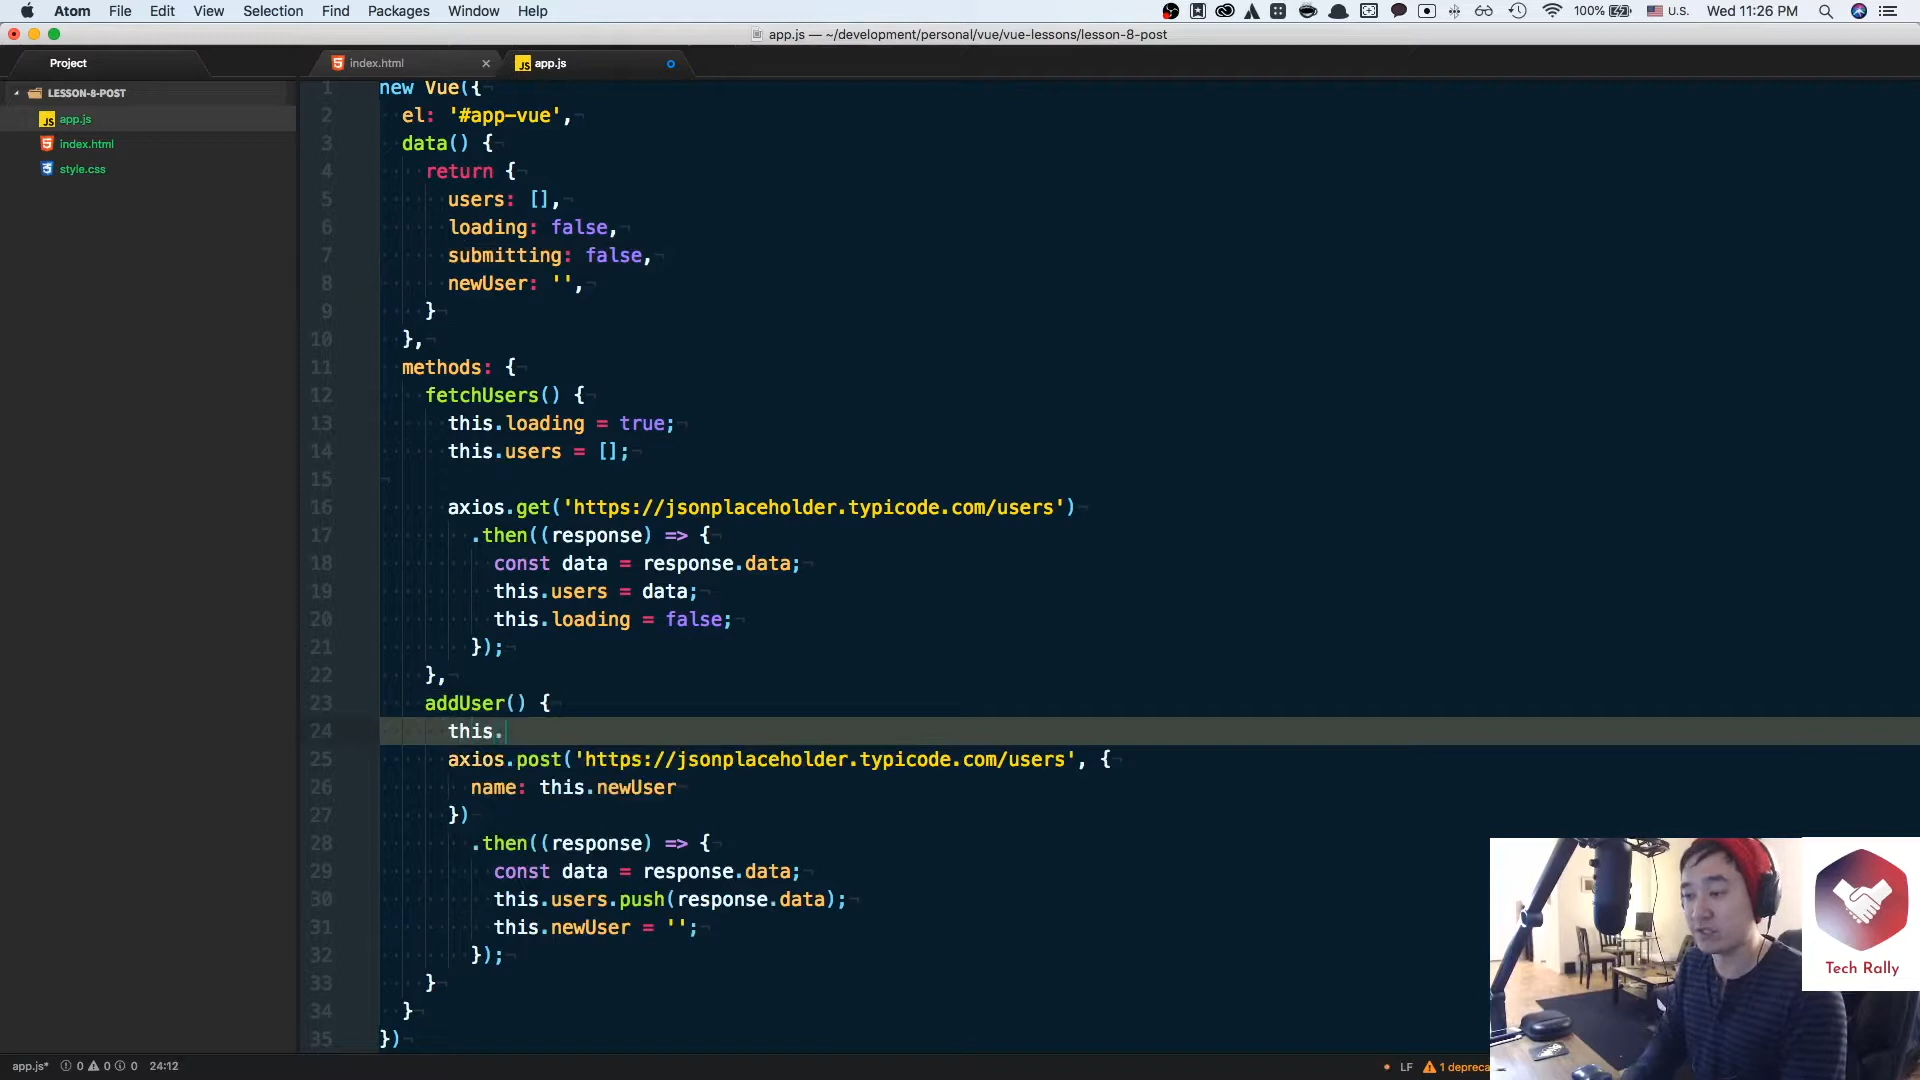 Atom File Edit View Selection Find Packages Window Help 100% U.S. Wed 11:26 PM
app.js — ~/development/personal/vue/vue-lessons/lesson-8-post
Project index.html app.js
LESSON-8-POST
app.js
index.html
style.css
1 new Vue({
2 el: '#app-vue',
3 data() {
4 return {
5 users: [],
6 loading: false,
7 submitting: false,
8 newUser: '',
9 }
10 },
11 methods: {
12 fetchUsers() {
13 this.loading = true;
14 this.users = [];
15
16 axios.get('https://jsonplaceholder.typicode.com/users')
17 .then((response) => {
18 const data = response.data;
19 this.users = data;
20 this.loading = false;
21 });
22 },
23 addUser() {
24 this.
25 axios.post('https://jsonplaceholder.typicode.com/users', {
26 name: this.newUser
27 })
28 .then((response) => {
29 const data = response.data;
30 this.users.push(response.data);
31 this.newUser = '';
32 });
33 }
34 }
35 })
Tech Rally
app.js* 0 0 0 24:12 LF 1 depreca